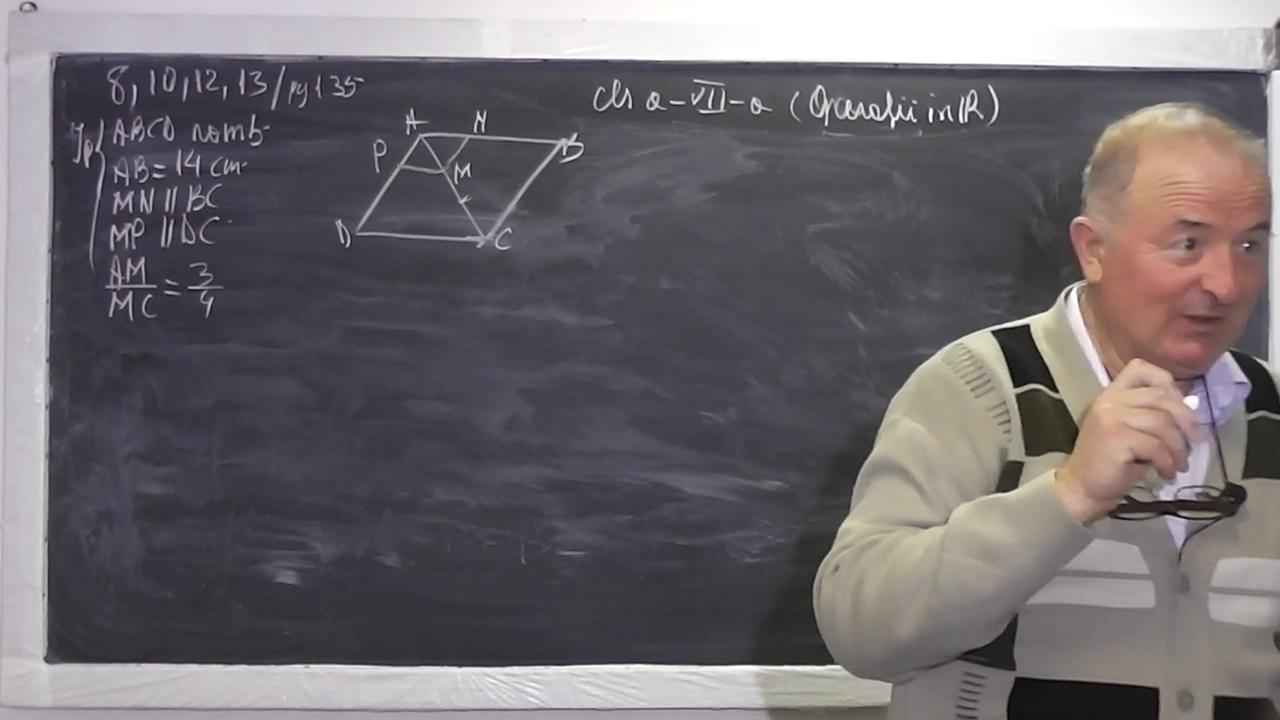 8, 10, 12, 13 / pg 135
cls a-VII-a (Operații in IR)
Ip ABCD romb
AB = 14 cm
MN || BC
MP || DC
AM/MC = 3/4
A N B
P M
D C